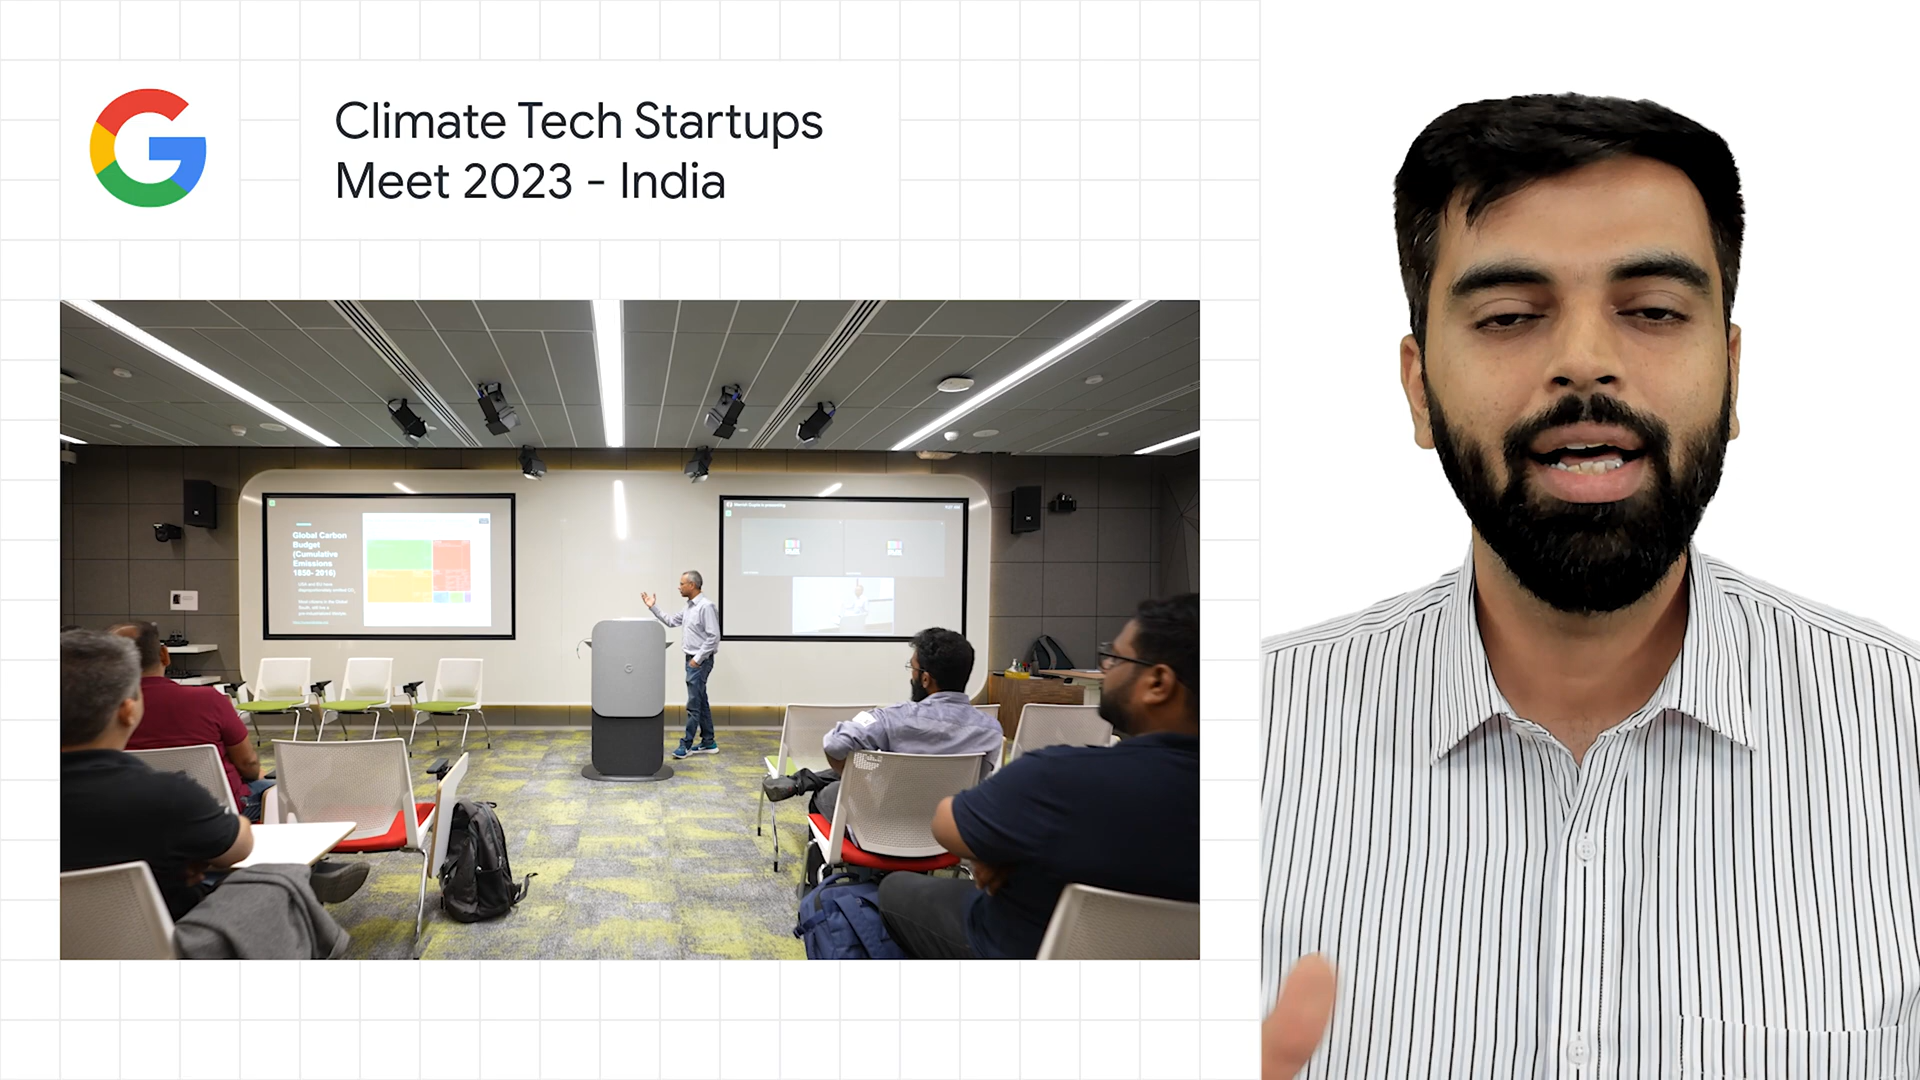 Climate Tech Startups
Meet 2023 - India
Global Carbon
Budget
(Cumulative
Emissions
1850- 2016)